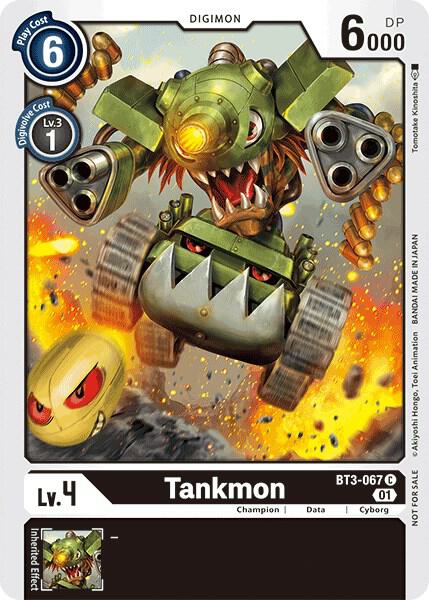 Play Cost
6
DIGIMON
DP
6000
Digivolve Cost
Lv.3
1
Tomotake Kinoshita
©Akiyoshi Hongo, Toei Animation BANDAI MADE IN JAPAN
NOT FOR SALE
Lv.4
Tankmon
BT3-067 C
01
Champion | Data | Cyborg
Inherited Effect
-